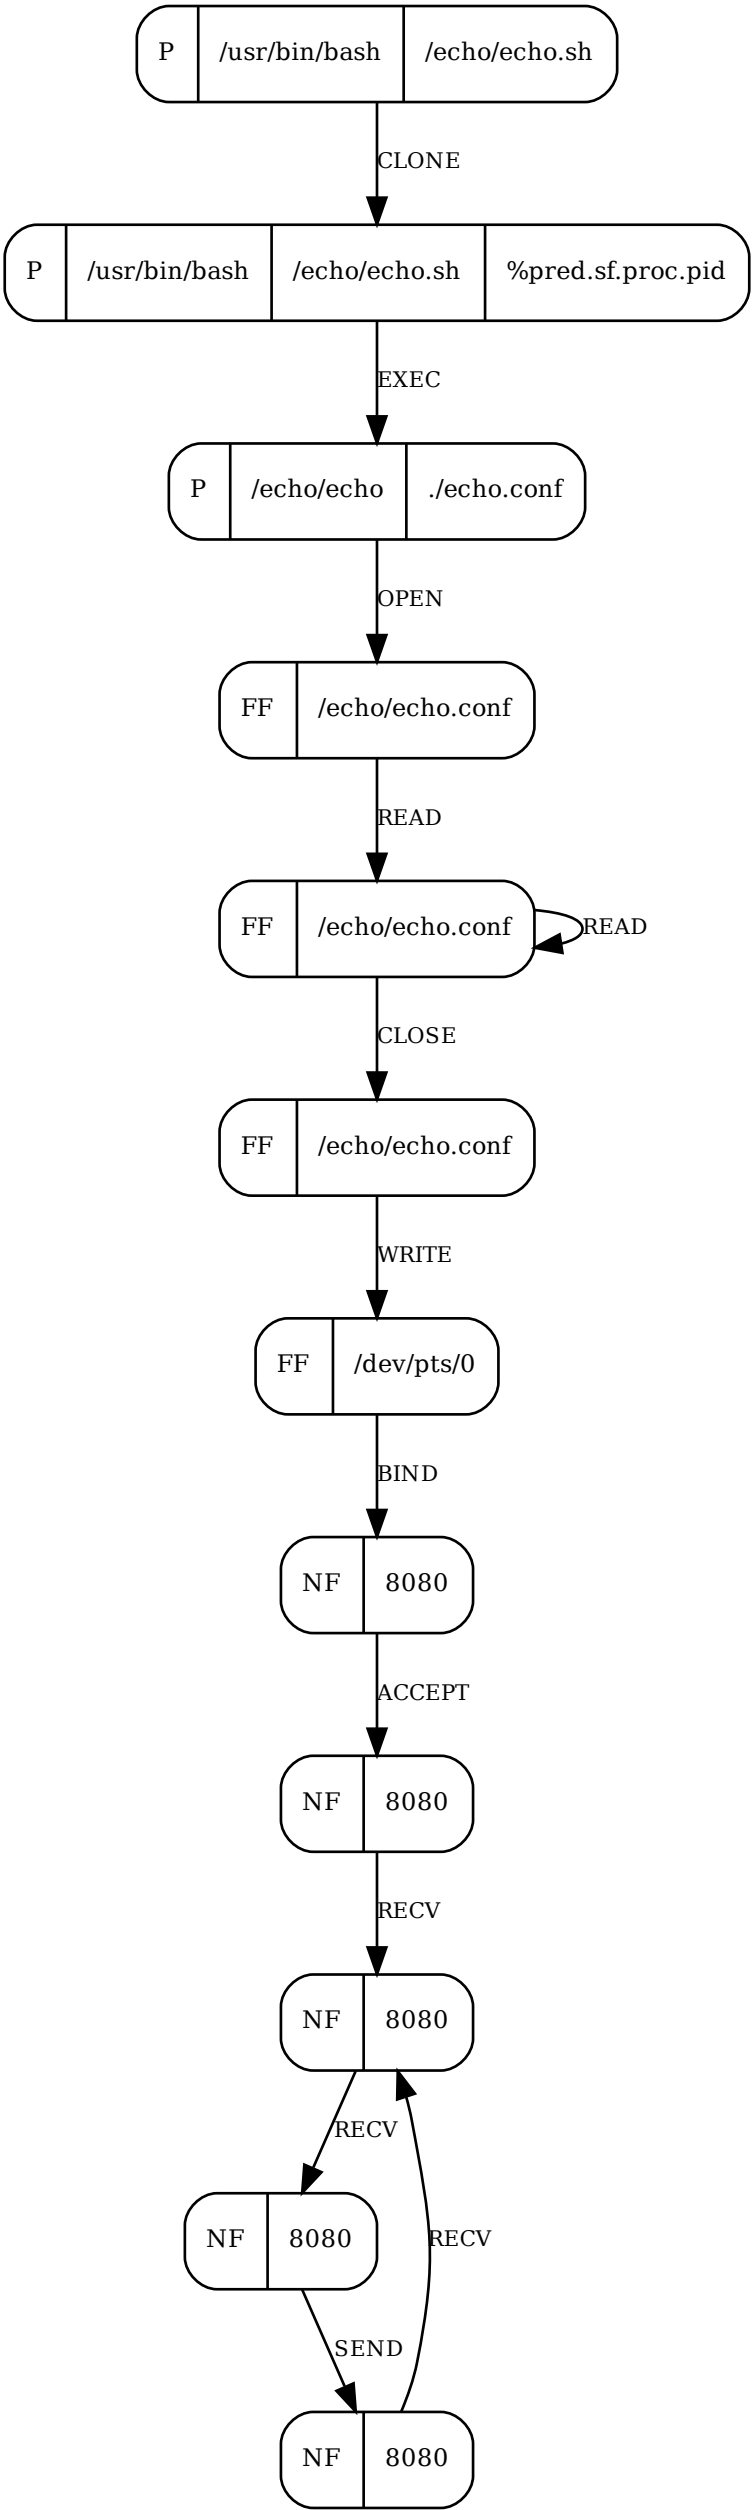 P /usr/bin/bash /echo/echo.sh
CLONE
P /usr/bin/bash /echo/echo.sh %pred.sf.proc.pid
EXEC
P /echo/echo ./echo.conf
OPEN
FF /echo/echo.conf
READ
FF /echo/echo.conf
READ
CLOSE
FF /echo/echo.conf
WRITE
FF /dev/pts/0
BIND
NF 8080
ACCEPT
NF 8080
RECV
NF 8080
RECV
NF 8080
RECV
SEND
NF 8080